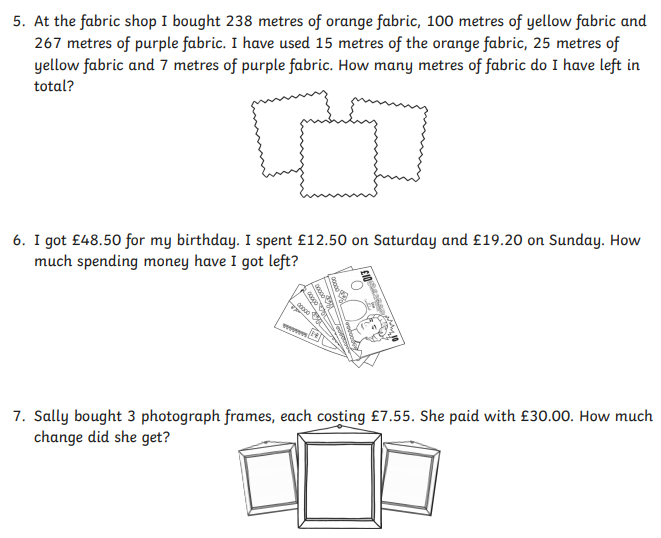 5. At the fabric shop I bought 238 metres of orange fabric, 100 metres of yellow fabric and
267 metres of purple fabric. I have used 15 metres of the orange fabric, 25 metres of
yellow fabric and 7 metres of purple fabric. How many metres of fabric do I have left in
total?
6. I got £48.50 for my birthday. I spent £12.50 on Saturday and £19.20 on Sunday. How
much spending money have I got left?
£10
10
7. Sally bought 3 photograph frames, each costing £7.55. She paid with £30.00. How much
change did she get?